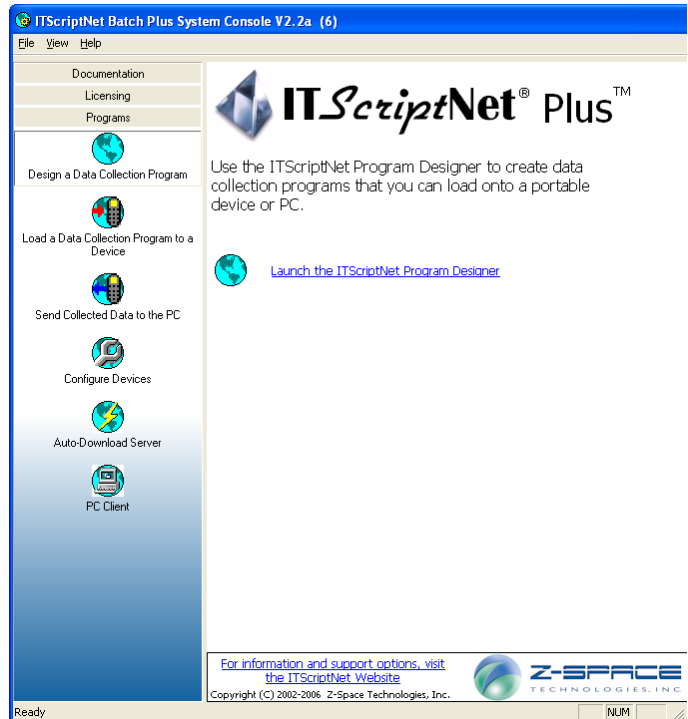 ITScriptNet Batch Plus System Console V2.2a (6)
File View Help
Documentation
Licensing
Programs
Design a Data Collection Program
Load a Data Collection Program to a
Device
Send Collected Data to the PC
Configure Devices
Auto-Download Server
PC Client
ITScriptNet® Plus™
Use the ITScriptNet Program Designer to create data
collection programs that you can load onto a portable
device or PC.
Launch the ITScriptNet Program Designer
For information and support options, visit
the ITScriptNet Website
Copyright (C) 2002-2006 Z-Space Technologies, Inc.
Z-SPACE
TECHNOLOGIES, INC
Ready
NUM